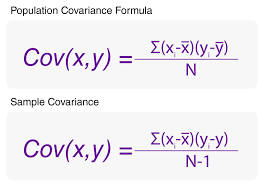 Population Covariance Formula
Cov(x,y) = Σ(xᵢ-x̅)(yᵢ-y̅)
N
Sample Covariance
Cov(x,y) = Σ(xᵢ-x̅)(yᵢ-y)
N-1